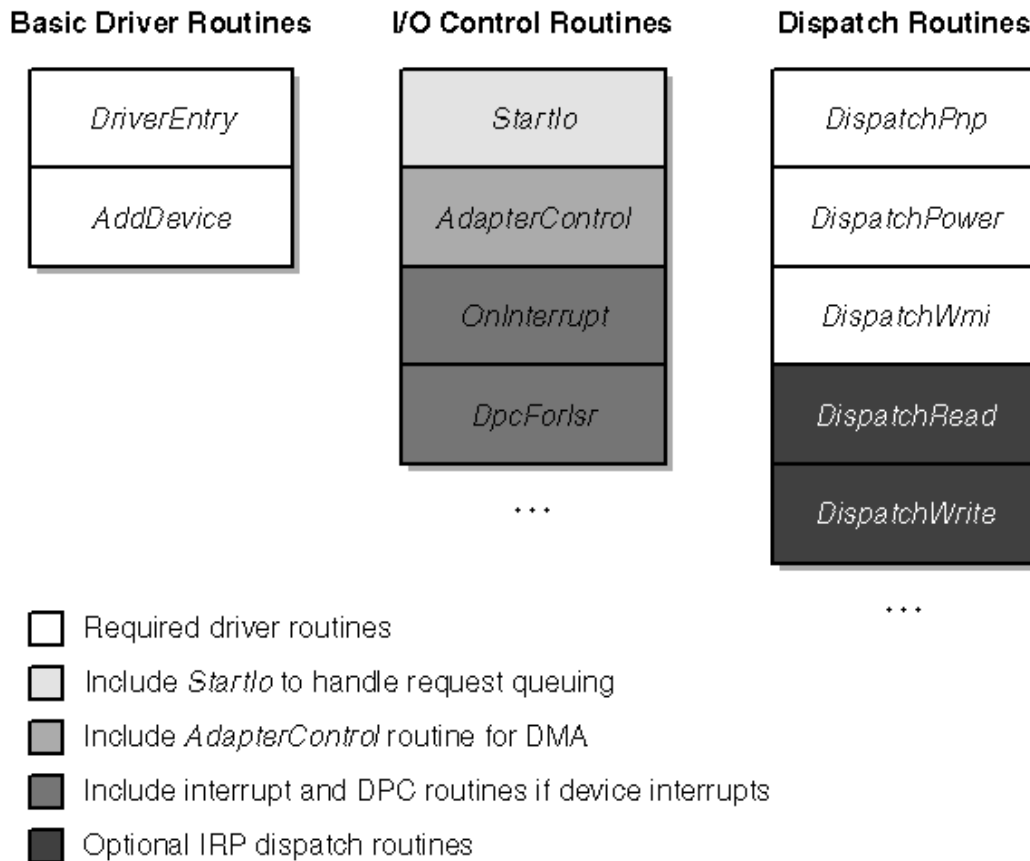 Basic Driver Routines
I/O Control Routines
Dispatch Routines
DriverEntry
AddDevice
StartIo
AdapterControl
OnInterrupt
DpcForIsr
...
DispatchPnp
DispatchPower
DispatchWmi
DispatchRead
DispatchWrite
...
Required driver routines
Include StartIo to handle request queuing
Include AdapterControl routine for DMA
Include interrupt and DPC routines if device interrupts
Optional IRP dispatch routines